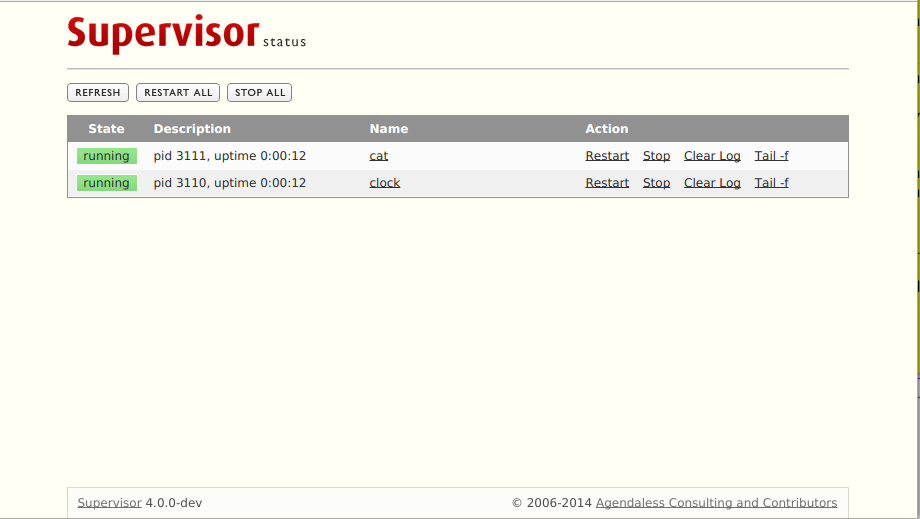 Supervisor status
REFRESH RESTART ALL STOP ALL
State Description Name Action
running pid 3111, uptime 0:00:12 cat Restart Stop Clear Log Tail -f
running pid 3110, uptime 0:00:12 clock Restart Stop Clear Log Tail -f
Supervisor 4.0.0-dev © 2006-2014 Agendaless Consulting and Contributors